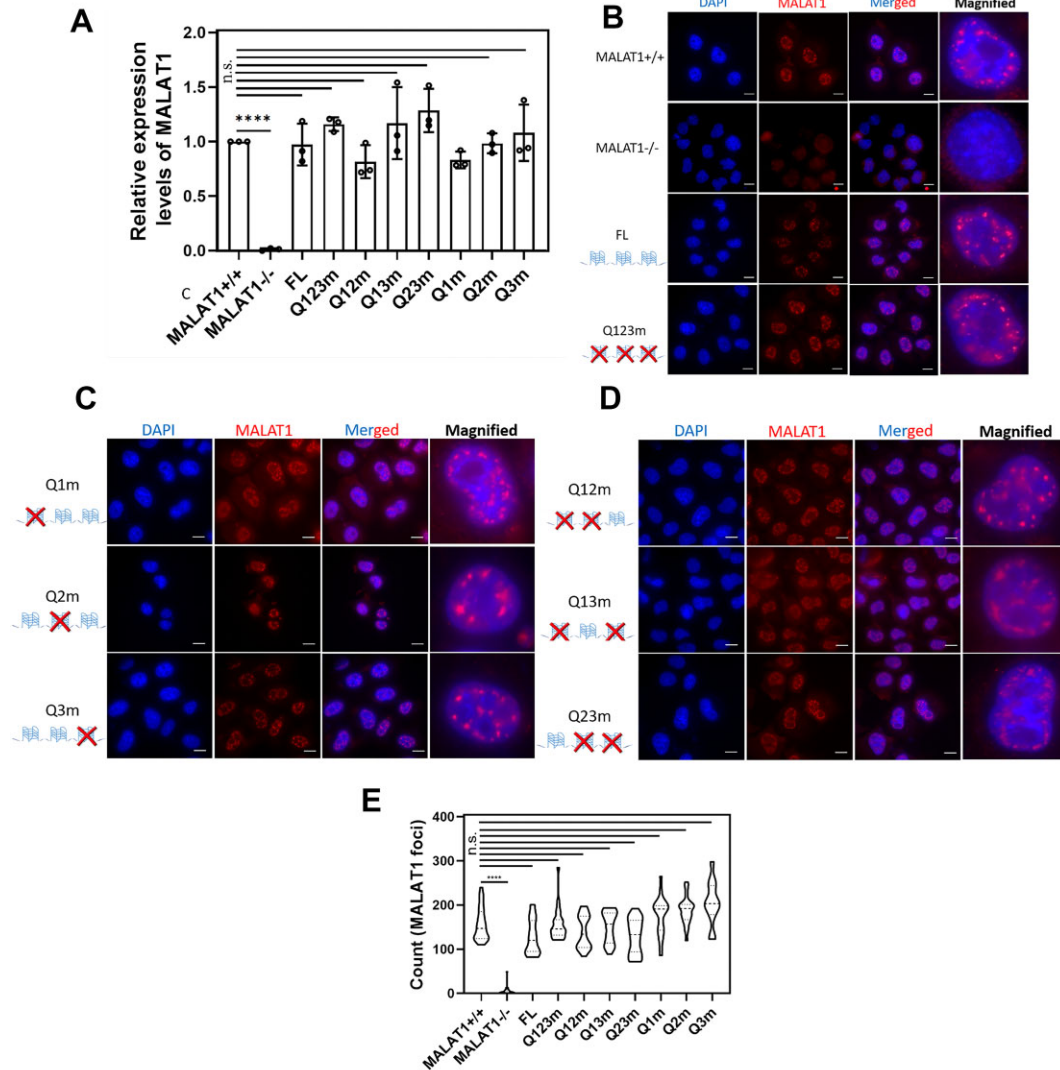 A
Relative expression
levels of MALAT1
2.0
1.5
1.0
0.5
0.0
n.s.
****
C
MALAT1+/+
MALAT1-/-
FL
Q123m
Q12m
Q13m
Q23m
Q1m
Q2m
Q3m
B
DAPI MALAT1 Merged Magnified
MALAT1+/+
MALAT1-/-
FL
Q123m
C
DAPI MALAT1 Merged Magnified
Q1m
Q2m
Q3m
D
DAPI MALAT1 Merged Magnified
Q12m
Q13m
Q23m
E
Count (MALAT1 foci)
400
300
200
100
0
n.s.
****
MALAT1+/+
MALAT1-/-
FL
Q123m
Q12m
Q13m
Q23m
Q1m
Q2m
Q3m